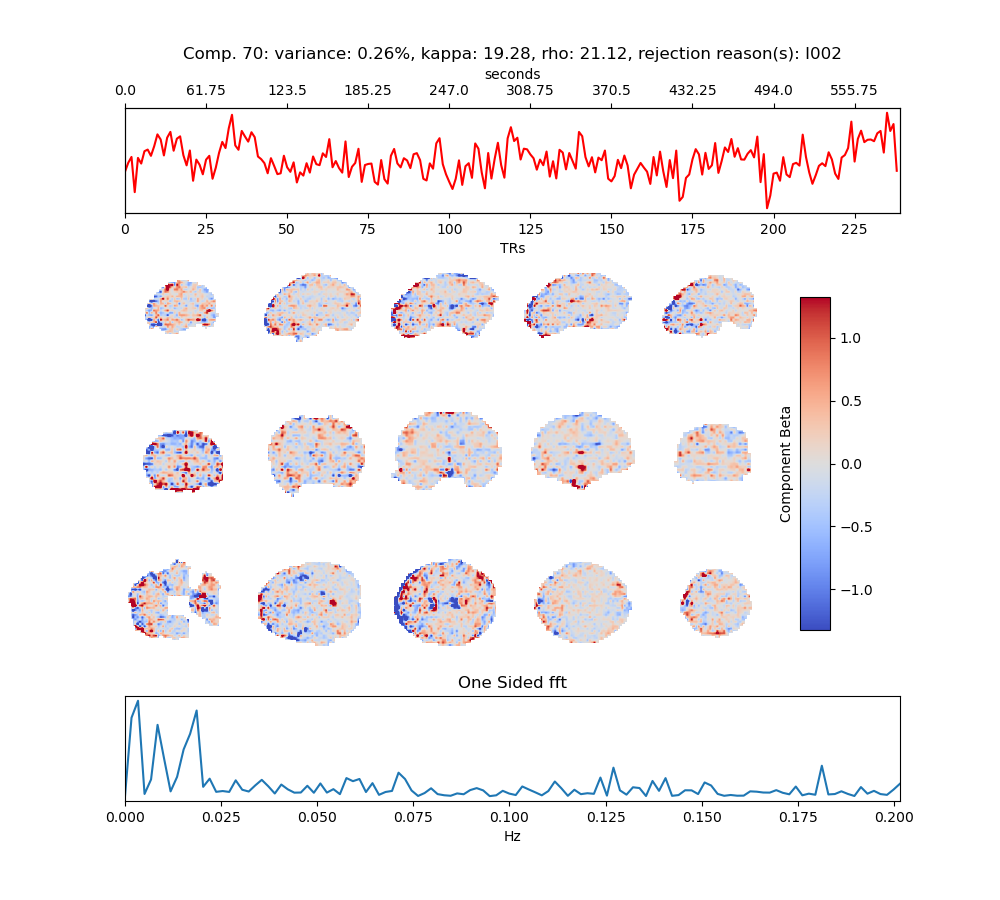 Comp. 70: variance: 0.26%, kappa: 19.28, rho: 21.12, rejection reason(s): I002
seconds
0.0 61.75 123.5 185.25 247.0 308.75 370.5 432.25 494.0 555.75
0 25 50 75 100 125 150 175 200 225
TRs
1.0
0.5
0.0
−0.5
−1.0
Component Beta
One Sided fft
0.000 0.025 0.050 0.075 0.100 0.125 0.150 0.175 0.200
Hz